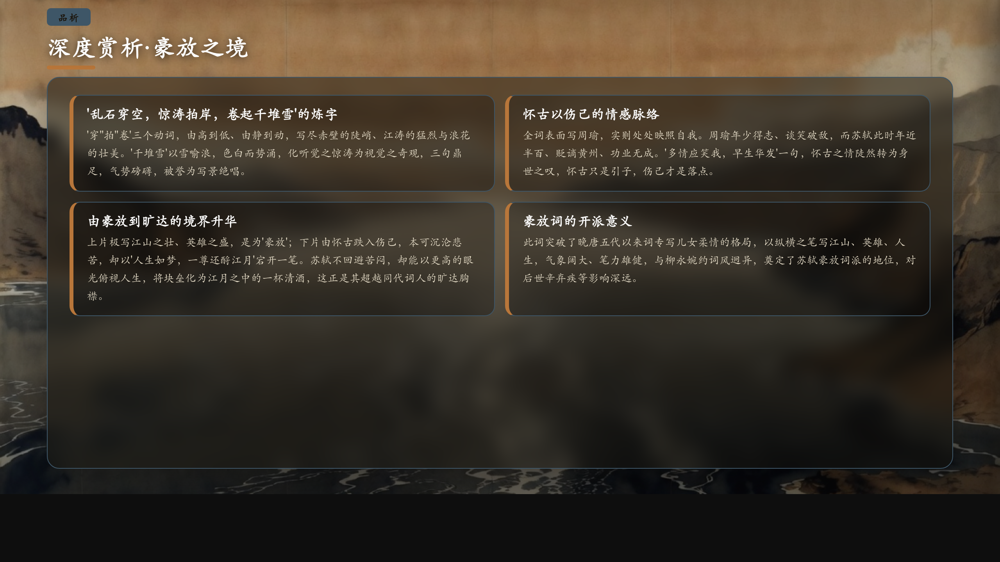 品析
深度赏析·豪放之境
'乱石穿空，惊涛拍岸，卷起千堆雪'的炼字
'穿''拍''卷'三个动词，由高到低、由静到动，写尽赤壁的陡峭、江涛的猛烈与浪花
的壮美。'千堆雪'以雪喻浪，色白而势涌，化听觉之惊涛为视觉之奇观，三句鼎
足，气势磅礴，被誉为写景绝唱。
怀古以伤己的情感脉络
全词表面写周瑜，实则处处映照自我。周瑜年少得志、谈笑破敌，而苏轼此时年近
半百、贬谪黄州、功业无成。'多情应笑我，早生华发'一句，怀古之情陡然转为身
世之叹，怀古只是引子，伤己才是落点。
由豪放到旷达的境界升华
上片极写江山之壮、英雄之盛，是为'豪放'；下片由怀古跌入伤己，本可沉沦悲
苦，却以'人生如梦，一尊还酹江月'宕开一笔。苏轼不回避苦闷，却能以更高的眼
光俯视人生，将块垒化为江月之中的一杯清酒，这正是其超越同代词人的旷达胸
襟。
豪放词的开派意义
此词突破了晚唐五代以来词专写儿女柔情的格局，以纵横之笔写江山、英雄、人
生，气象阔大、笔力雄健，与柳永婉约词风迥异，奠定了苏轼豪放词派的地位，对
后世辛弃疾等影响深远。